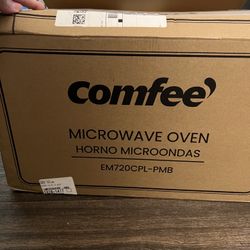 comfee'
MICROWAVE OVEN
HORNO MICROONDAS
EM720CPL-PMB